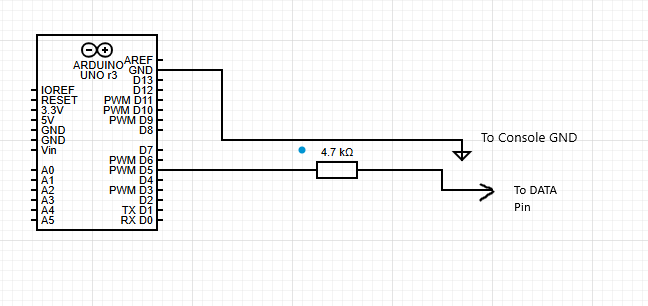 ARDUINO
UNO r3
AREF
GND
D13
IOREF
D12
RESET
PWM D11
3.3V
PWM D10
5V
PWM D9
GND
D8
GND
Vin
D7
PWM D6
A0
PWM D5
A1
D4
A2
PWM D3
A3
D2
A4
TX D1
A5
RX D0
4.7 kΩ
To Console GND
To DATA
Pin